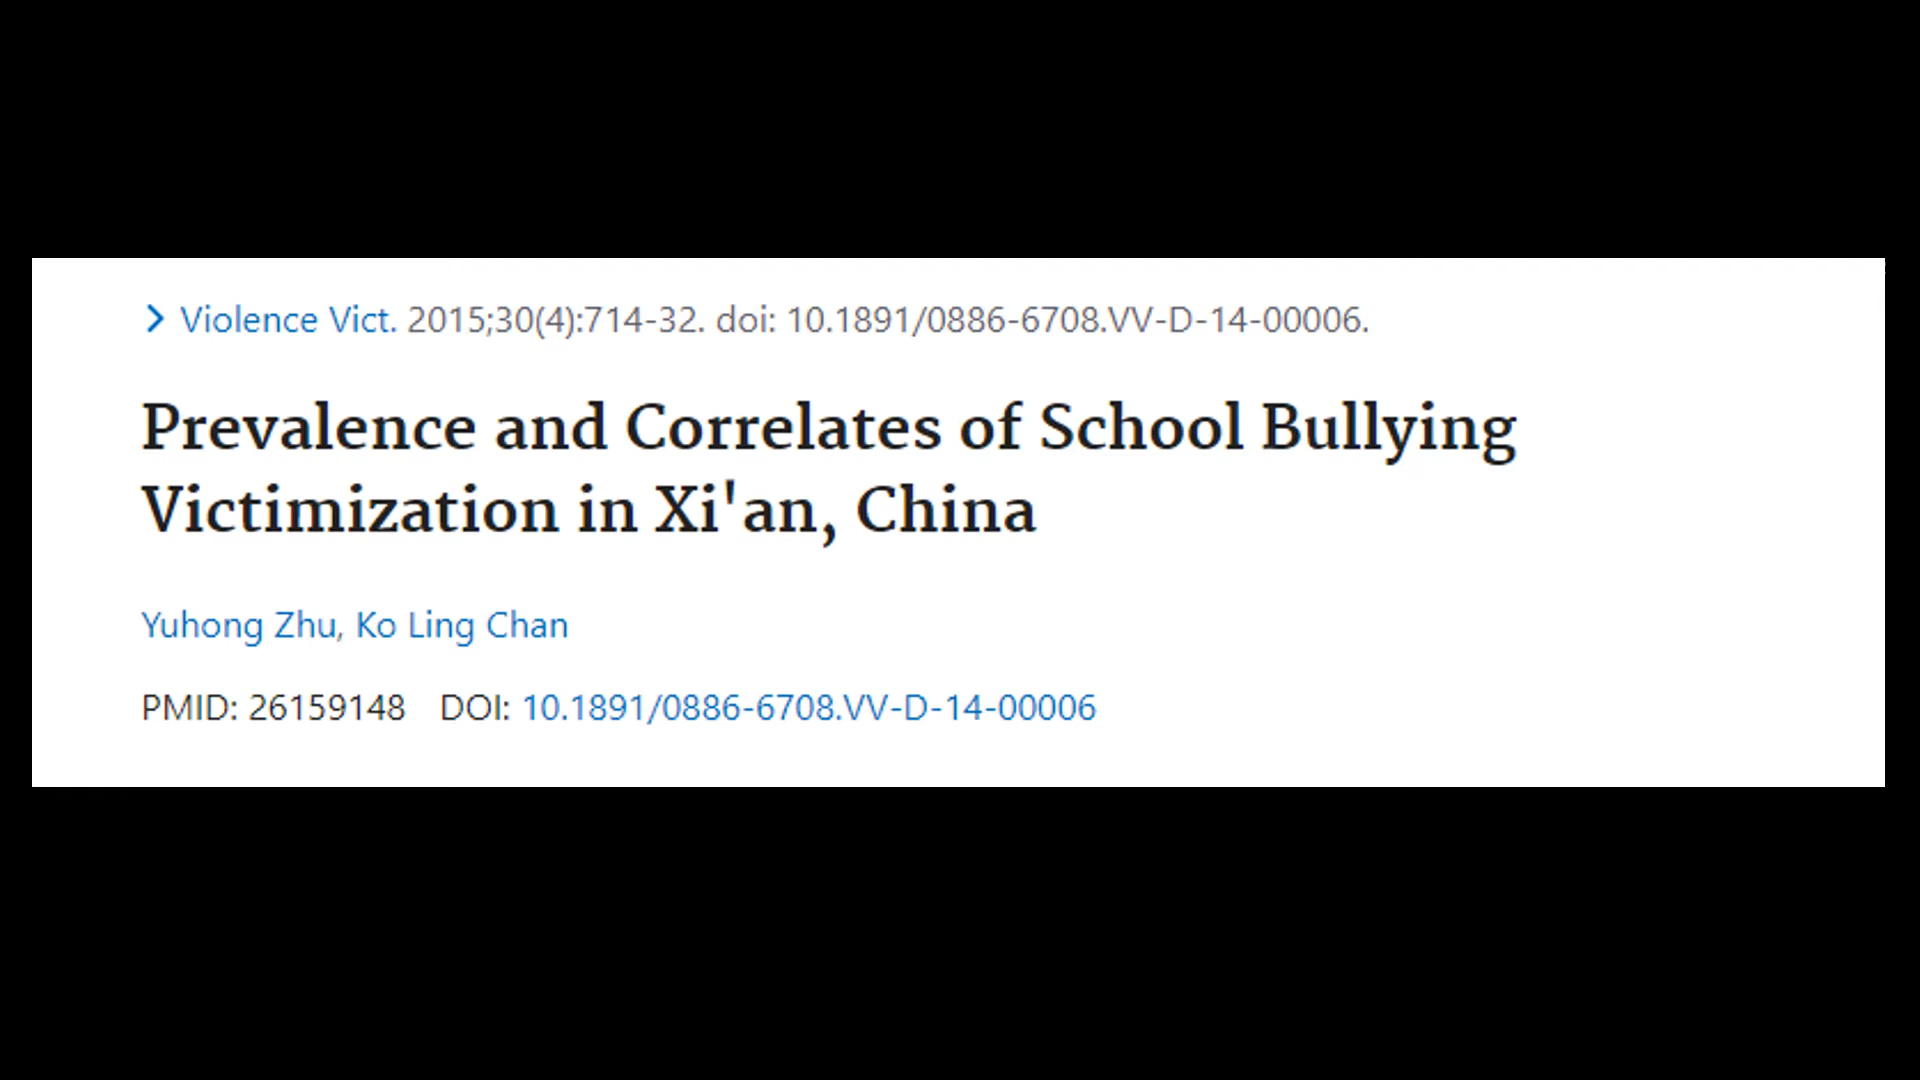 Violence Vict. 2015;30(4):714-32. doi: 10.1891/0886-6708.VV-D-14-00006.
Prevalence and Correlates of School Bullying
Victimization in Xi'an, China
Yuhong Zhu, Ko Ling Chan
PMID: 26159148 DOI: 10.1891/0886-6708.VV-D-14-00006